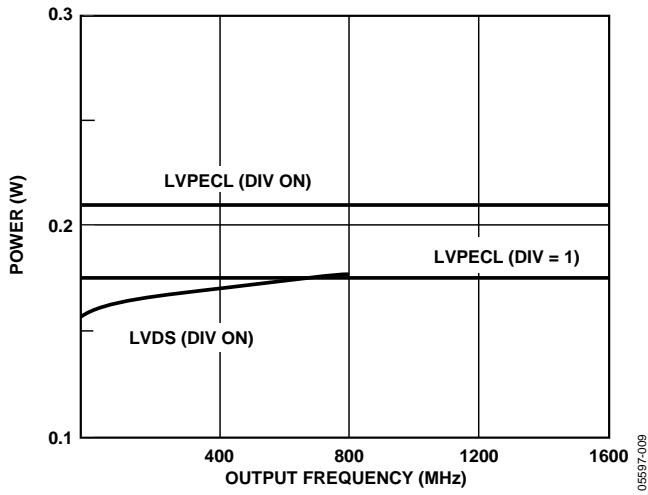 0.3
LVPECL (DIV ON)
POWER (W)
0.2
LVPECL (DIV = 1)
LVDS (DIV ON)
0.1
400
800
1200
1600
OUTPUT FREQUENCY (MHz)
05597-009